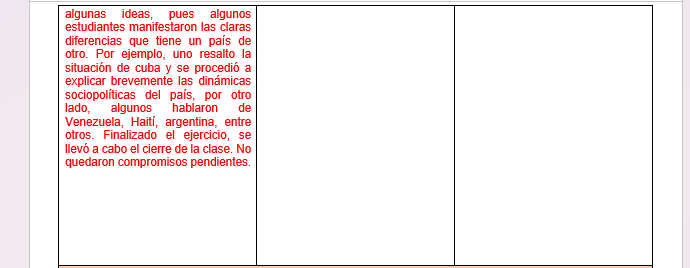 algunas ideas, pues algunos
estudiantes manifestaron las claras
diferencias que tiene un país de
otro. Por ejemplo, uno resalto la
situación de cuba y se procedió a
explicar brevemente las dinámicas
sociopolíticas del país, por otro
lado, algunos hablaron de
Venezuela, Haití, argentina, entre
otros. Finalizado el ejercicio, se
llevó a cabo el cierre de la clase. No
quedaron compromisos pendientes.